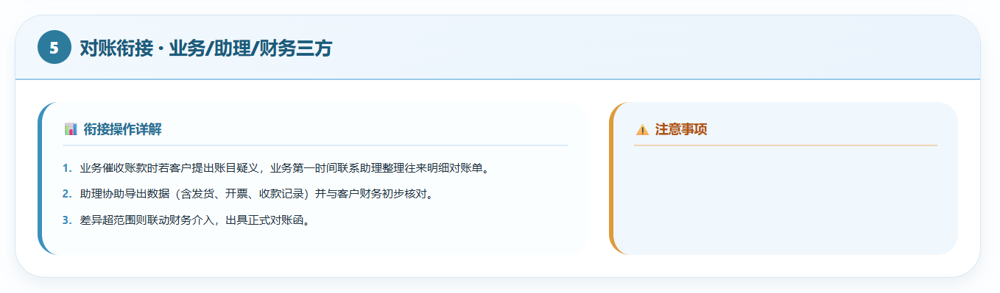 5 对账衔接 · 业务/助理/财务三方
衔接操作详解
1. 业务催收账款时若客户提出账目疑义，业务第一时间联系助理整理往来明细对账单。
2. 助理协助导出数据（含发货、开票、收款记录）并与客户财务初步核对。
3. 差异超范围则联动财务介入，出具正式对账函。
注意事项